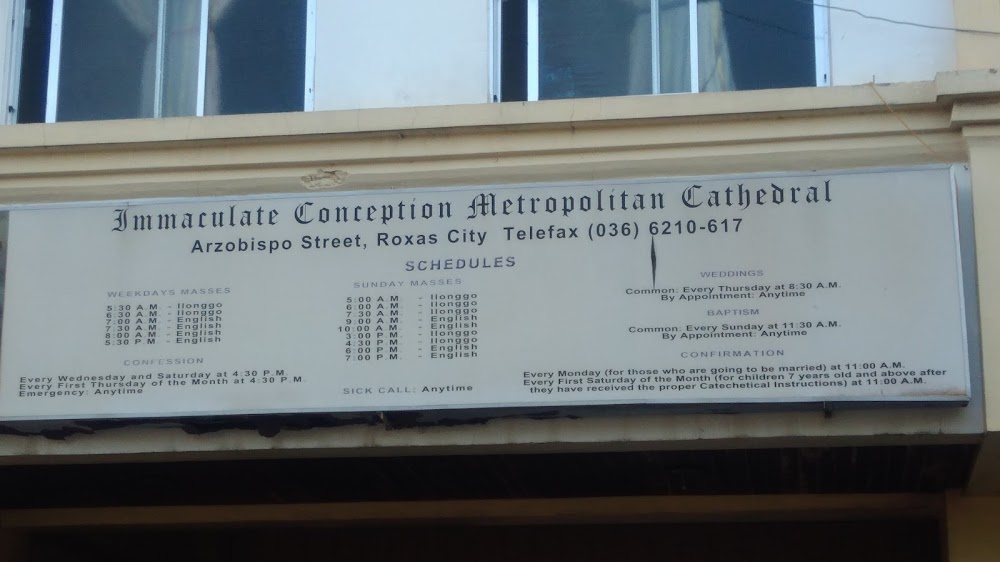 Immaculate Conception Metropolitan Cathedral
Arzobispo Street, Roxas City Telefax (036) 6210-617
SCHEDULES
WEEKDAYS MASSES
5:30 A.M. - Ilonggo
6:30 A.M. - Ilonggo
7:00 A.M. - English
7:30 A.M. - English
8:00 A.M. - English
5:30 P.M - English
CONFESSION
Every Wednesday and Saturday at 4:30 P.M.
Every First Thursday of the Month at 4:30 P.M.
Emergency: Anytime
SUNDAY MASSES
5:00 A.M. - Ilonggo
6:00 A.M. - Ilonggo
7:30 A.M. - Ilonggo
9:00 A.M. - English
10:00 A.M. - English
3:00 P.M. - Ilonggo
4:30 P.M. - Ilonggo
6:00 P.M. - English
7:00 P.M. - English
SICK CALL: Anytime
WEDDINGS
Common: Every Thursday at 8:30 A.M.
By Appointment: Anytime
BAPTISM
Common: Every Sunday at 11:30 A.M.
By Appointment: Anytime
CONFIRMATION
Every Monday (for those who are going to be married) at 11:00 A.M.
Every First Saturday of the Month (for children 7 years old and above after
they have received the proper Catechetical Instructions) at 11:00 A.M.